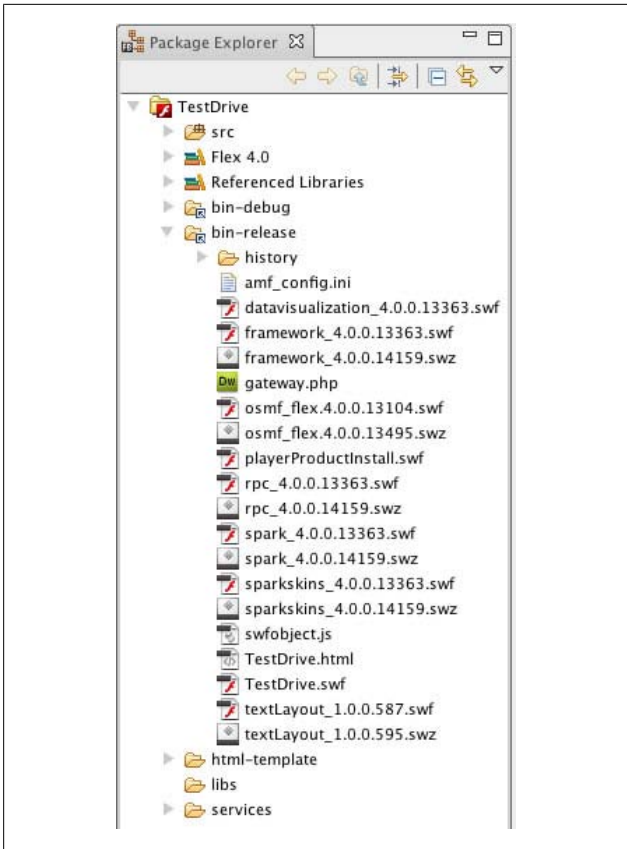 Package Explorer
TestDrive
src
Flex 4.0
Referenced Libraries
bin-debug
bin-release
history
amf_config.ini
datavisualization_4.0.0.13363.swf
framework_4.0.0.13363.swf
framework_4.0.0.14159.swz
Dw gateway.php
osmf_flex.4.0.0.13104.swf
osmf_flex.4.0.0.13495.swz
playerProductInstall.swf
rpc_4.0.0.13363.swf
rpc_4.0.0.14159.swz
spark_4.0.0.13363.swf
spark_4.0.0.14159.swz
sparkskins_4.0.0.13363.swf
sparkskins_4.0.0.14159.swz
swfobject.js
TestDrive.html
TestDrive.swf
textLayout_1.0.0.587.swf
textLayout_1.0.0.595.swz
html-template
libs
services